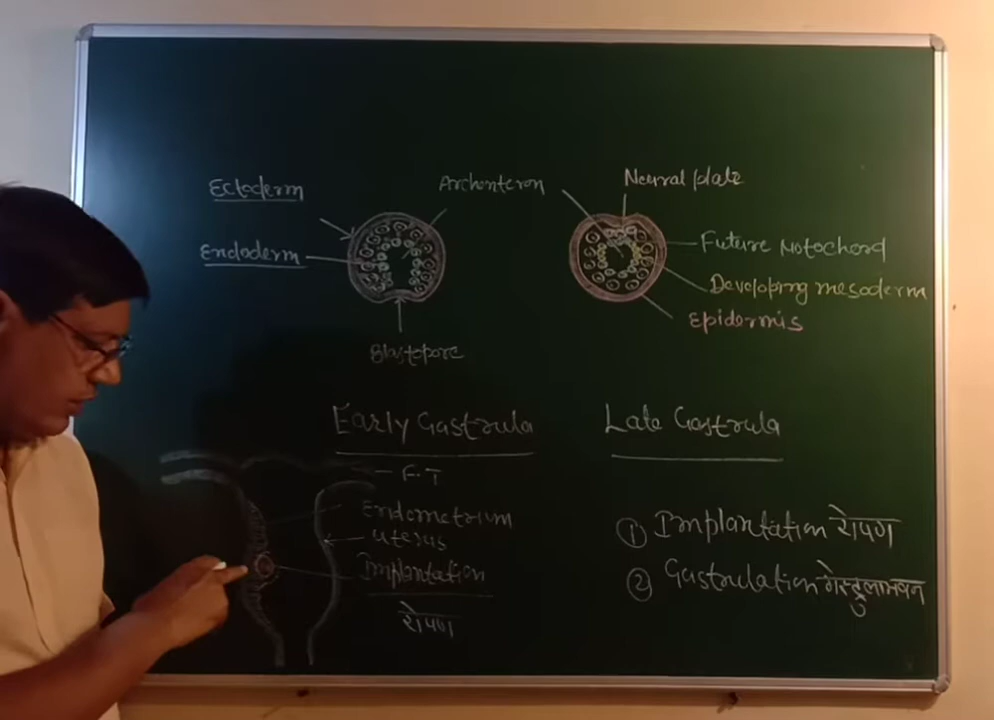 Ectoderm
Endoderm
Archenteron
Blastopore
Neural plate
Future Notochord
Developing mesoderm
Epidermis
Early Gastrula
Late Gastrula
F.T
Endometrium
Uterus
Implantation
रोपण
① Implantation रोपण
② Gastrulation गेस्ट्रुलाभवन